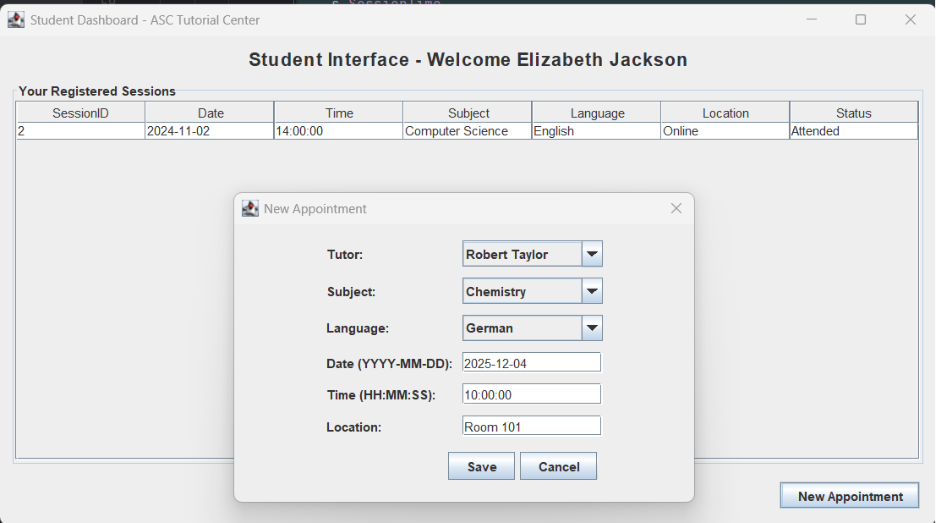 Student Dashboard - ASC Tutorial Center
Student Interface - Welcome Elizabeth Jackson
Your Registered Sessions
SessionID Date Time Subject Language Location Status
2 2024-11-02 14:00:00 Computer Science English Online Attended
New Appointment
Tutor: Robert Taylor
Subject: Chemistry
Language: German
Date (YYYY-MM-DD): 2025-12-04
Time (HH:MM:SS): 10:00:00
Location: Room 101
Save Cancel
New Appointment